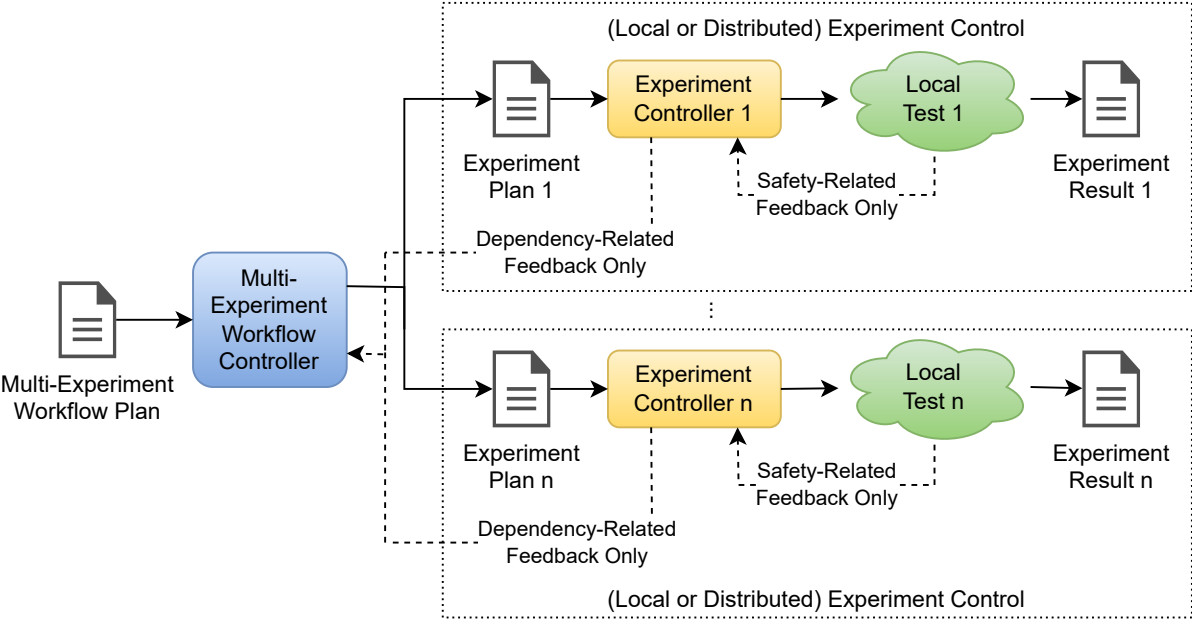 (Local or Distributed) Experiment Control
Experiment
Controller 1
Local
Test 1
Experiment
Plan 1
Experiment
Result 1
Safety-Related
Feedback Only
Dependency-Related
Feedback Only
Multi-
Experiment
Workflow
Controller
Multi-Experiment
Workflow Plan
⋮
Experiment
Controller n
Local
Test n
Experiment
Plan n
Experiment
Result n
Safety-Related
Feedback Only
Dependency-Related
Feedback Only
(Local or Distributed) Experiment Control